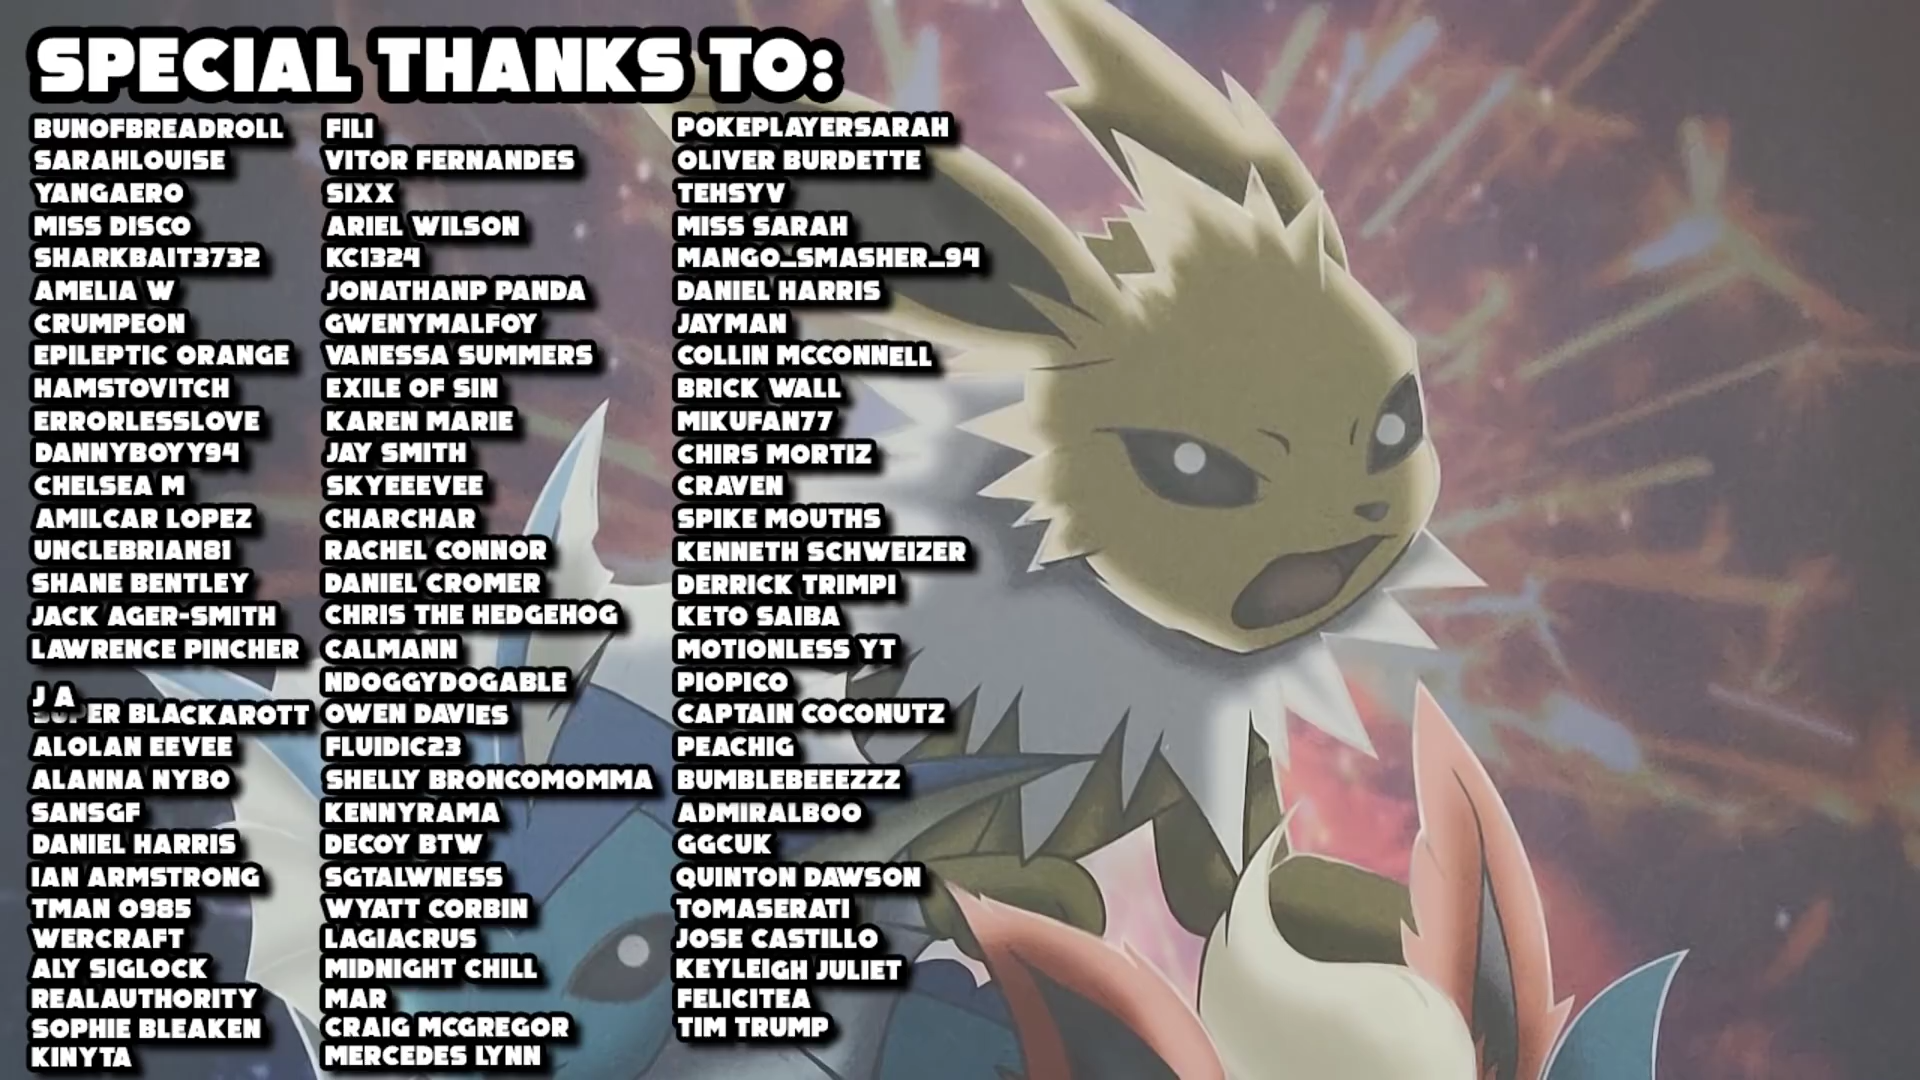 SPECIAL THANKS TO:
BUNOFBREADROLL
SARAHLOUISE
YANGAERO
MISS DISCO
SHARKBAIT3732
AMELIA W
CRUMPEON
EPILEPTIC ORANGE
HAMSTOVITCH
ERRORLESSLOVE
DANNYBOYY94
CHELSEA M
AMILCAR LOPEZ
UNCLEBRIAN81
SHANE BENTLEY
JACK AGER-SMITH
LAWRENCE PINCHER
J A
SUPER BLACKAROTT
ALOLAN EEVEE
ALANNA NYBO
SANSGF
DANIEL HARRIS
IAN ARMSTRONG
TMAN 0985
WERCRAFT
ALY SIGLOCK
REALAUTHORITY
SOPHIE BLEAKEN
KINYTA
FILI
VITOR FERNANDES
SIXX
ARIEL WILSON
KC1324
JONATHANP PANDA
GWENYMALFOY
VANESSA SUMMERS
EXILE OF SIN
KAREN MARIE
JAY SMITH
SKYEEEVEE
CHARCHAR
RACHEL CONNOR
DANIEL CROMER
CHRIS THE HEDGEHOG
CALMANN
NDOGGYDOGABLE
OWEN DAVIES
FLUIDIC23
SHELLY BRONCOMOMMA
KENNYRAMA
DECOY BTW
SGTALWNESS
WYATT CORBIN
LAGIACRUS
MIDNIGHT CHILL
MAR
CRAIG MCGREGOR
MERCEDES LYNN
POKEPLAYERSARAH
OLIVER BURDETTE
TEHSYV
MISS SARAH
MANGO_SMASHER_94
DANIEL HARRIS
JAYMAN
COLLIN MCCONNELL
BRICK WALL
MIKUFAN77
CHIRS MORTIZ
CRAVEN
SPIKE MOUTHS
KENNETH SCHWEIZER
DERRICK TRIMPI
KETO SAIBA
MOTIONLESS YT
PIOPICO
CAPTAIN COCONUTZ
PEACHIG
BUMBLEBEEEZZZ
ADMIRALBOO
GGCUK
QUINTON DAWSON
TOMASERATI
JOSE CASTILLO
KEYLEIGH JULIET
FELICITEA
TIM TRUMP